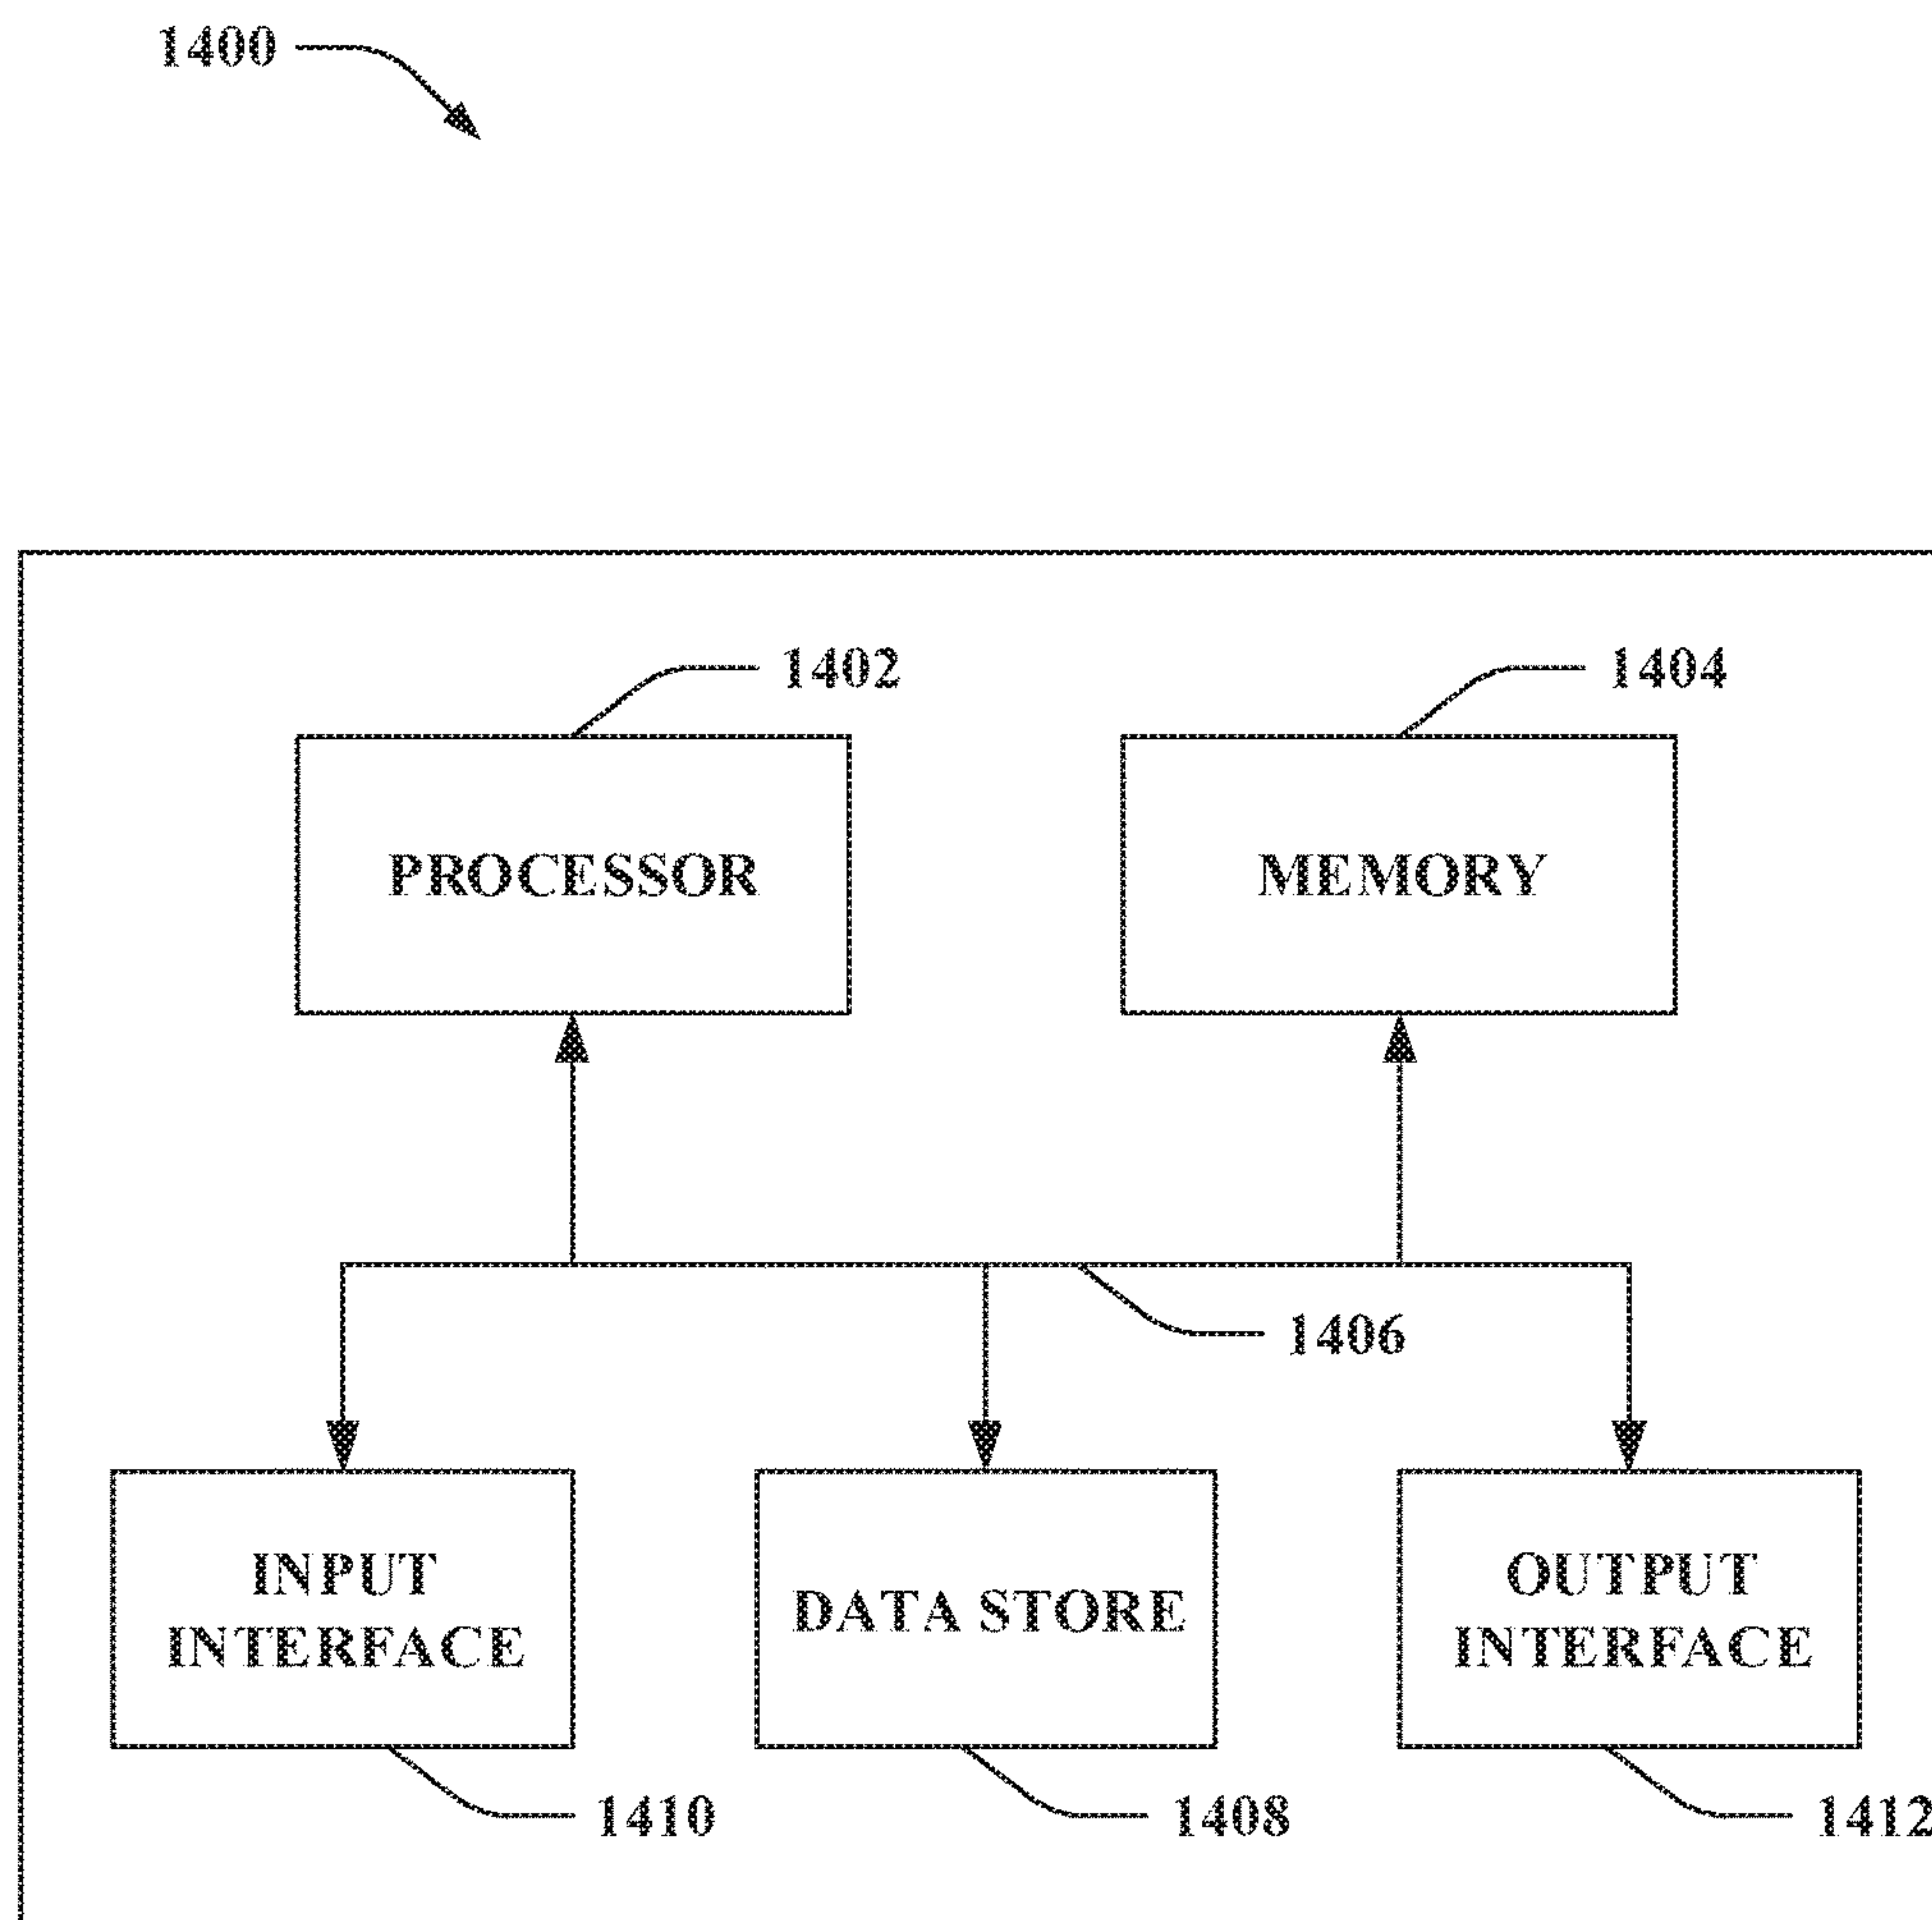 1400
1402
1404
PROCESSOR
MEMORY
1406
INPUT
INTERFACE
DATA STORE
OUTPUT
INTERFACE
1410
1408
1412